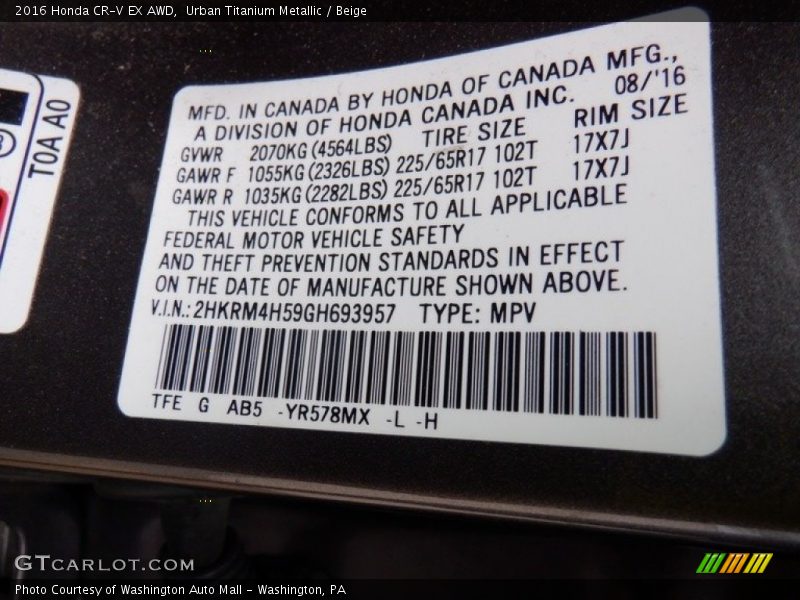 2016 Honda CR-V EX AWD, Urban Titanium Metallic / Beige
T0A A0
MFD. IN CANADA BY HONDA OF CANADA MFG.,
A DIVISION OF HONDA CANADA INC. 08/'16
GVWR 2070KG(4564LBS) TIRE SIZE RIM SIZE
GAWR F 1055KG(2326LBS) 225/65R17 102T 17X7J
GAWR R 1035KG(2282LBS) 225/65R17 102T 17X7J
THIS VEHICLE CONFORMS TO ALL APPLICABLE
FEDERAL MOTOR VEHICLE SAFETY
AND THEFT PREVENTION STANDARDS IN EFFECT
ON THE DATE OF MANUFACTURE SHOWN ABOVE.
V.I.N.: 2HKRM4H59GH693957 TYPE: MPV
TFE G AB5 -YR578MX -L -H
GTCARLOT.COM
Photo Courtesy of Washington Auto Mall - Washington, PA